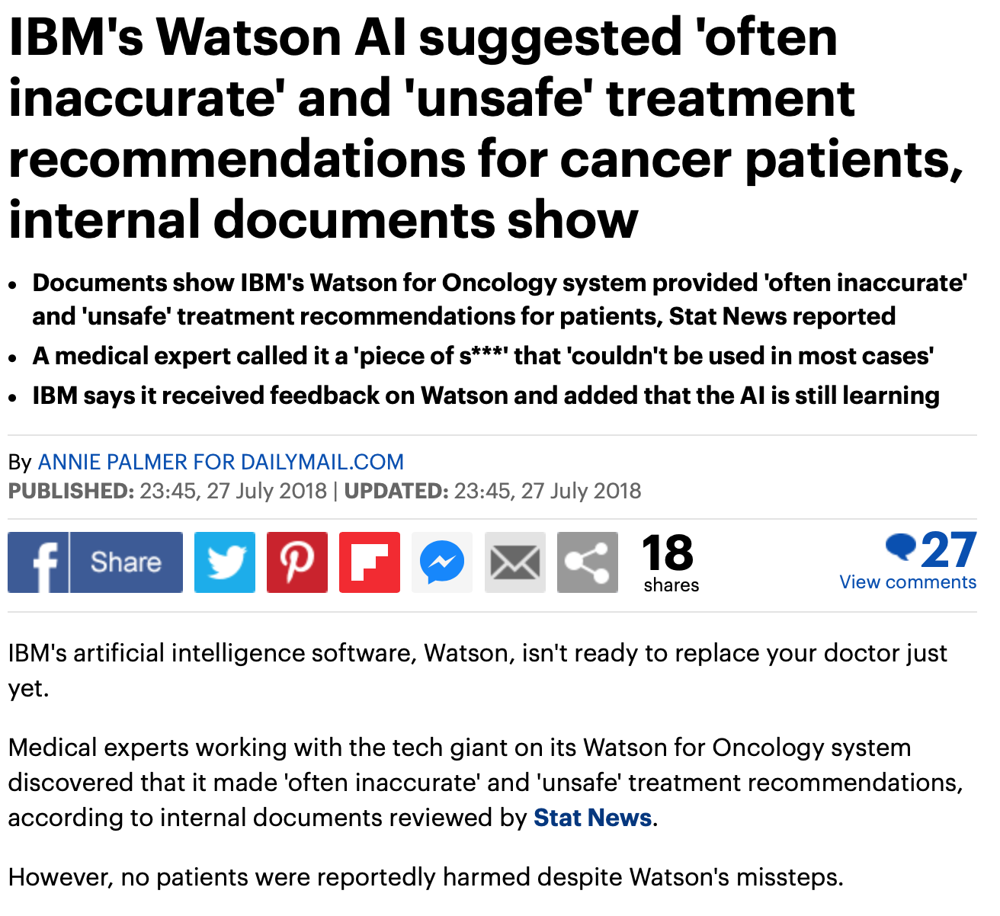 IBM's Watson AI suggested 'often
inaccurate' and 'unsafe' treatment
recommendations for cancer patients,
internal documents show
• Documents show IBM's Watson for Oncology system provided 'often inaccurate'
and 'unsafe' treatment recommendations for patients, Stat News reported
• A medical expert called it a 'piece of s***' that 'couldn't be used in most cases'
• IBM says it received feedback on Watson and added that the AI is still learning
By ANNIE PALMER FOR DAILYMAIL.COM
PUBLISHED: 23:45, 27 July 2018 | UPDATED: 23:45, 27 July 2018
Share
18
shares
27
View comments
IBM's artificial intelligence software, Watson, isn't ready to replace your doctor just
yet.
Medical experts working with the tech giant on its Watson for Oncology system
discovered that it made 'often inaccurate' and 'unsafe' treatment recommendations,
according to internal documents reviewed by Stat News.
However, no patients were reportedly harmed despite Watson's missteps.